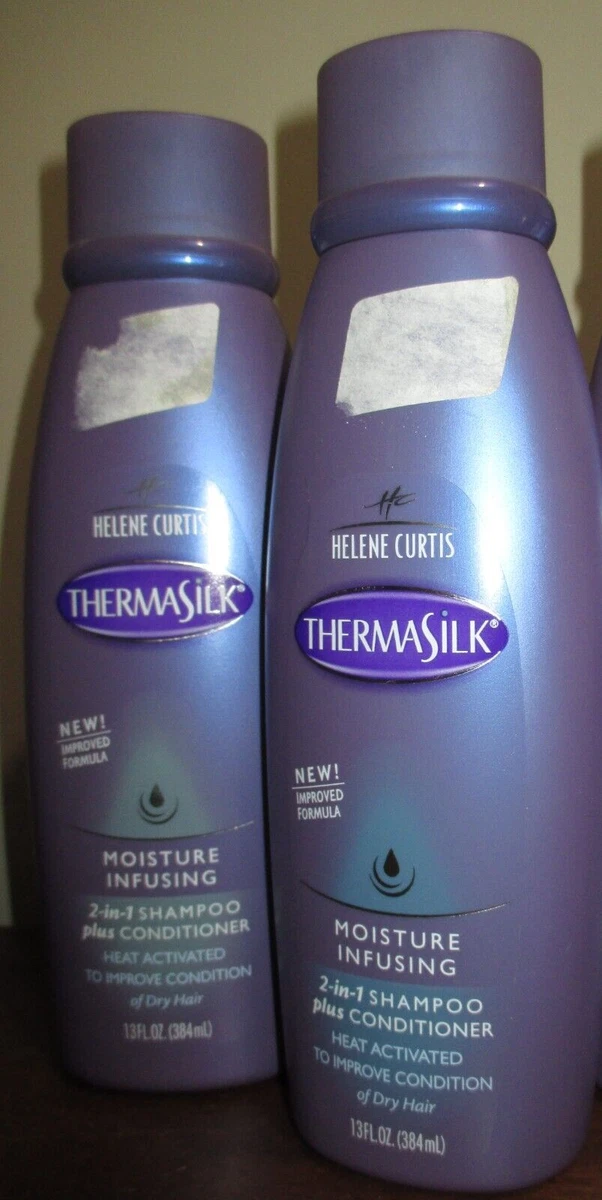 HC
HELENE CURTIS
THERMASiLK®
NEW!
IMPROVED
FORMULA
MOISTURE
INFUSING
2-in-1 SHAMPOO
plus CONDITIONER
HEAT ACTIVATED
TO IMPROVE CONDITION
of Dry Hair
13FL.OZ.(384mL)
HC
HELENE CURTIS
THERMASiLK®
NEW!
IMPROVED
FORMULA
MOISTURE
INFUSING
2-in-1 SHAMPOO
plus CONDITIONER
HEAT ACTIVATED
TO IMPROVE CONDITION
of Dry Hair
13FL.OZ.(384mL)